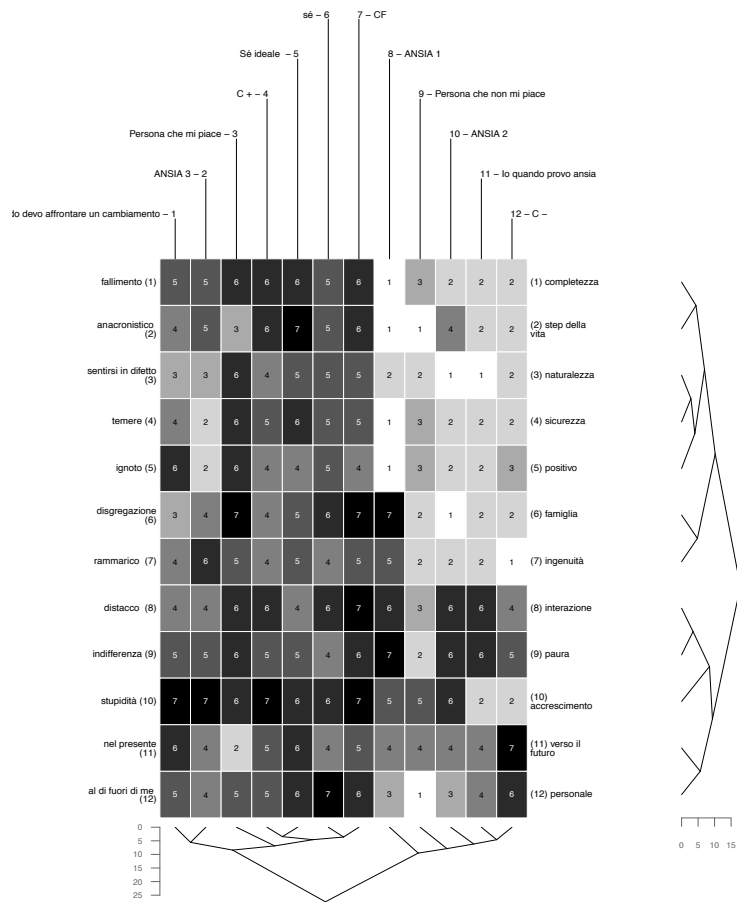 sé – 6
7 – CF
Sé ideale – 5
8 – ANSIA 1
C + – 4
9 – Persona che non mi piace
Persona che mi piace – 3
10 – ANSIA 2
ANSIA 3 – 2
11 – Io quando provo ansia
do devo affrontare un cambiamento – 1
12 – C –
fallimento (1) 5 5 6 6 6 5 6 1 3 2 2 2 (1) completezza
anacronistico
(2) 4 5 3 6 7 5 6 1 1 4 2 2 (2) step della
vita
sentirsi in difetto
(3) 3 3 6 4 5 5 5 2 2 1 1 2 (3) naturalezza
temere (4) 4 2 6 5 6 5 5 1 3 2 2 2 (4) sicurezza
ignoto (5) 6 2 6 4 4 5 4 1 3 2 2 3 (5) positivo
disgregazione
(6) 3 4 7 4 5 6 7 7 2 1 2 2 (6) famiglia
rammarico (7) 4 6 5 4 5 4 5 5 2 2 2 1 (7) ingenuità
distacco (8) 4 4 6 6 4 6 7 6 3 6 6 4 (8) interazione
indifferenza (9) 5 5 6 5 5 4 6 7 2 6 6 5 (9) paura
stupidità (10) 7 7 6 7 6 6 7 5 5 6 2 2 (10)
accrescimento
nel presente
(11) 6 4 2 5 6 4 5 4 4 4 4 7 (11) verso il
futuro
al di fuori di me
(12) 5 4 5 5 6 7 6 3 1 3 4 6 (12) personale
0
5
10
15
20
25
0 5 10 15